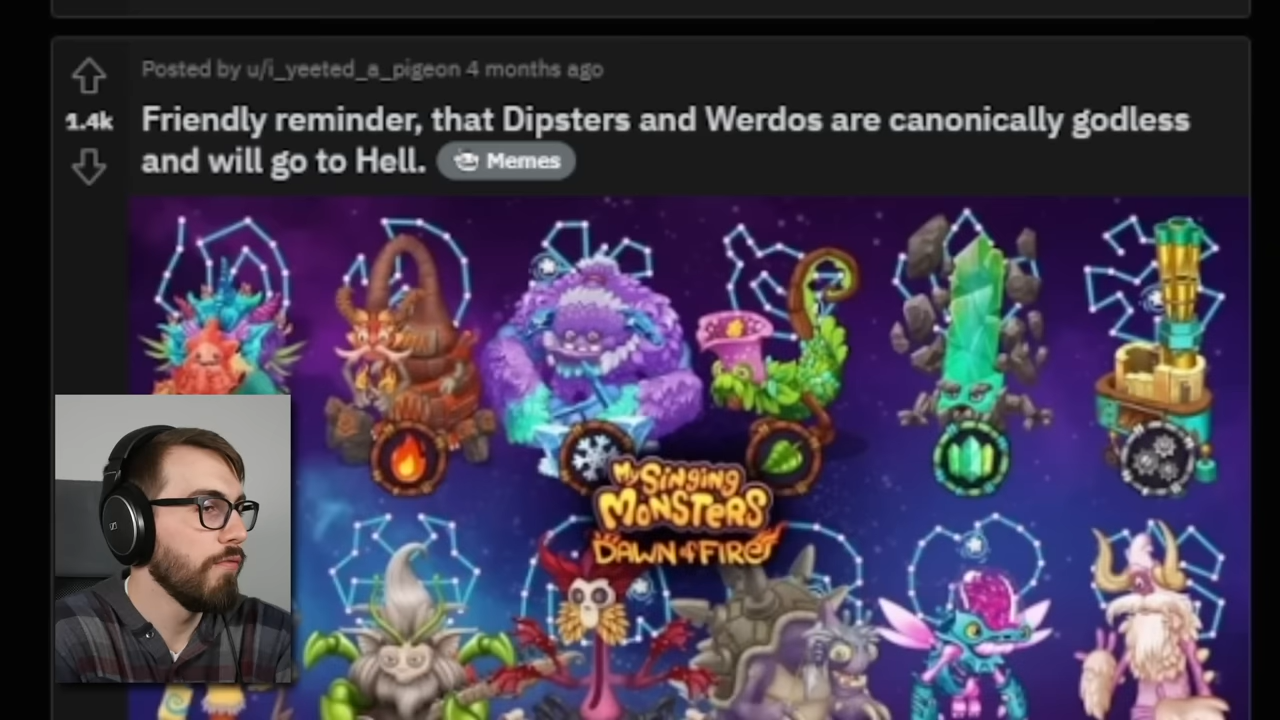 Posted by u/i_yeeted_a_pigeon 4 months ago
1.4k
Friendly reminder, that Dipsters and Werdos are canonically godless
and will go to Hell. Memes
My Singing
Monsters
Dawn of Fire